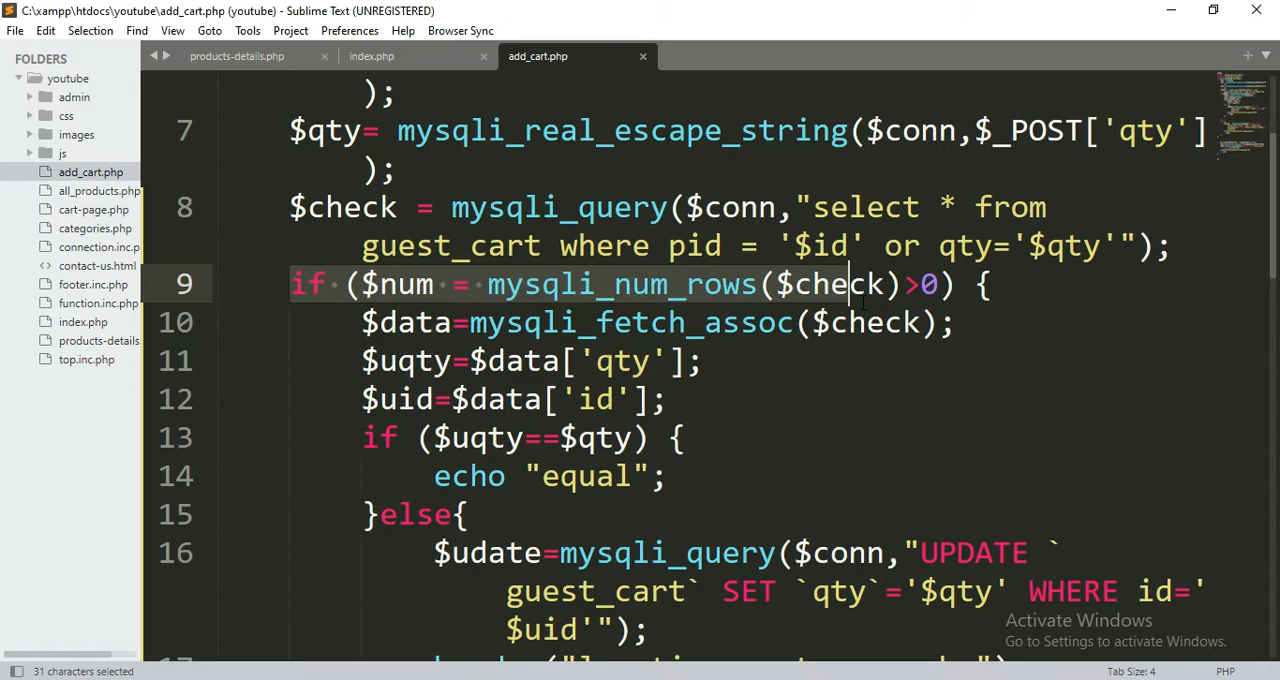 C:\xampp\htdocs\youtube\add_cart.php (youtube) - Sublime Text (UNREGISTERED)
File Edit Selection Find View Goto Tools Project Preferences Help Browser Sync
FOLDERS
youtube
admin
css
images
js
add_cart.php
all_products.php
cart-page.php
categories.php
connection.inc.p
contact-us.html
footer.inc.php
function.inc.php
index.php
products-details
top.inc.php
products-details.php index.php add_cart.php
);
7 $qty= mysqli_real_escape_string($conn,$_POST['qty']
);
8 $check = mysqli_query($conn,"select * from
guest_cart where pid = '$id' or qty='$qty'");
9 if ($num = mysqli_num_rows($check)>0) {
10 $data=mysqli_fetch_assoc($check);
11 $uqty=$data['qty'];
12 $uid=$data['id'];
13 if ($uqty==$qty) {
14 echo "equal";
15 }else{
16 $udate=mysqli_query($conn,"UPDATE `
guest_cart` SET `qty`='$qty' WHERE id='
$uid'");
Activate Windows
Go to Settings to activate Windows.
31 characters selected
Tab Size: 4
PHP